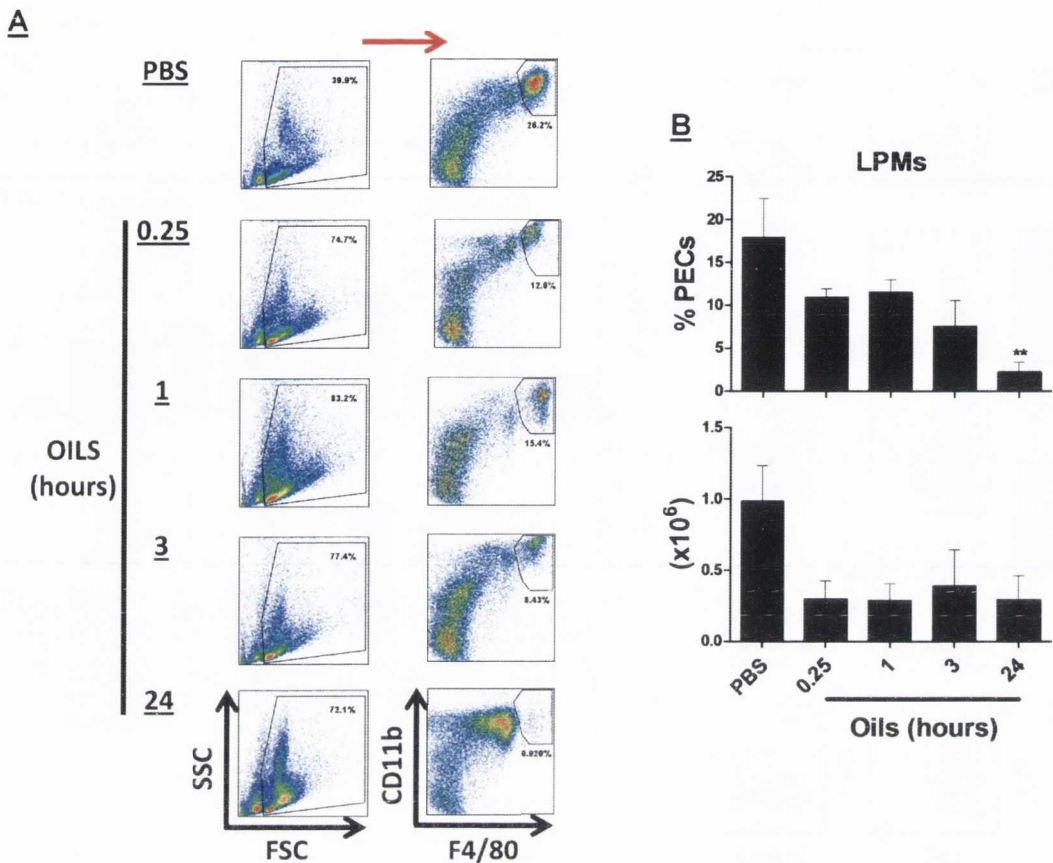 A
PBS
39.9%
26.2%
0.25
74.7%
12.0%
1
83.2%
15.4%
OILS
(hours)
3
77.4%
8.43%
24
72.1%
0.920%
SSC
FSC
CD11b
F4/80
B
LPMs
% PECs
25
20
15
10
5
0
**
(x10⁶)
1.5
1.0
0.5
0.0
PBS
0.25
1
3
24
Oils (hours)